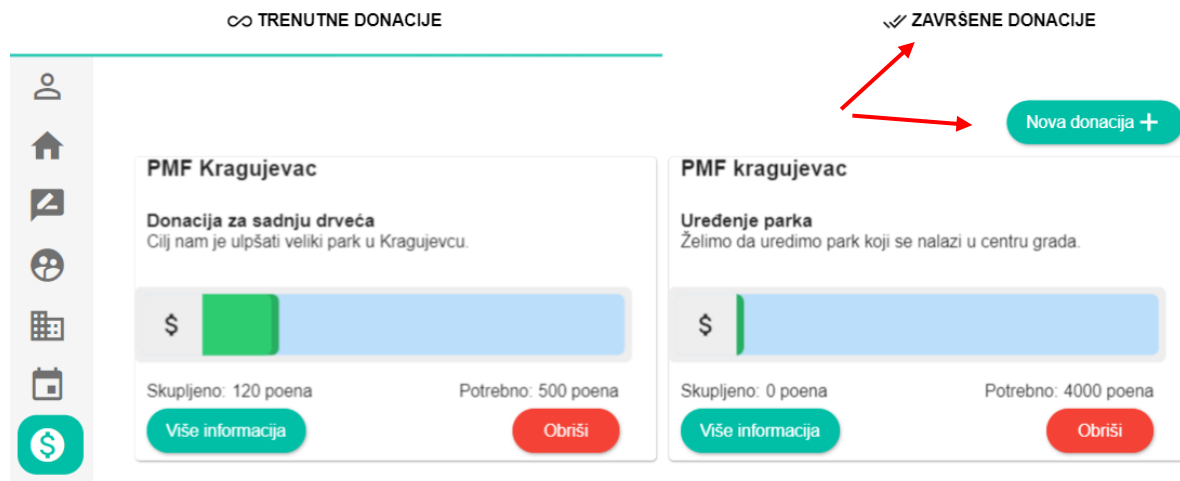 TRENUTNE DONACIJE
ZAVRŠENE DONACIJE
Nova donacija +
PMF Kragujevac
Donacija za sadnju drveća
Cilj nam je ulpšati veliki park u Kragujevcu.
$
Skupljeno: 120 poena
Potrebno: 500 poena
Više informacija
Obriši
PMF kragujevac
Uređenje parka
Želimo da uredimo park koji se nalazi u centru grada.
$
Skupljeno: 0 poena
Potrebno: 4000 poena
Više informacija
Obriši
$